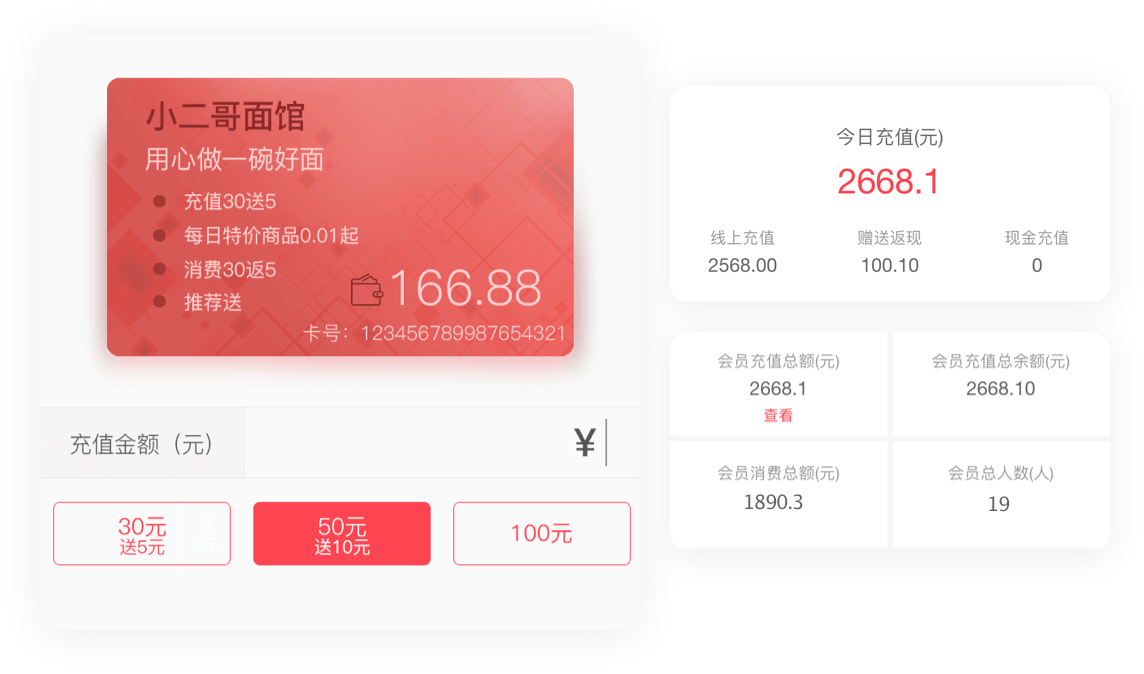 小二哥面馆
用心做一碗好面
充值30送5
每日特价商品0.01起
消费30返5
推荐送
166.88
卡号：123456789987654321
充值金额（元）
¥
30元
送5元
50元
送10元
100元
今日充值(元)
2668.1
线上充值 赠送返现 现金充值
2568.00 100.10 0
会员充值总额(元) 会员充值总余额(元)
2668.1 2668.10
查看
会员消费总额(元) 会员总人数(人)
1890.3 19